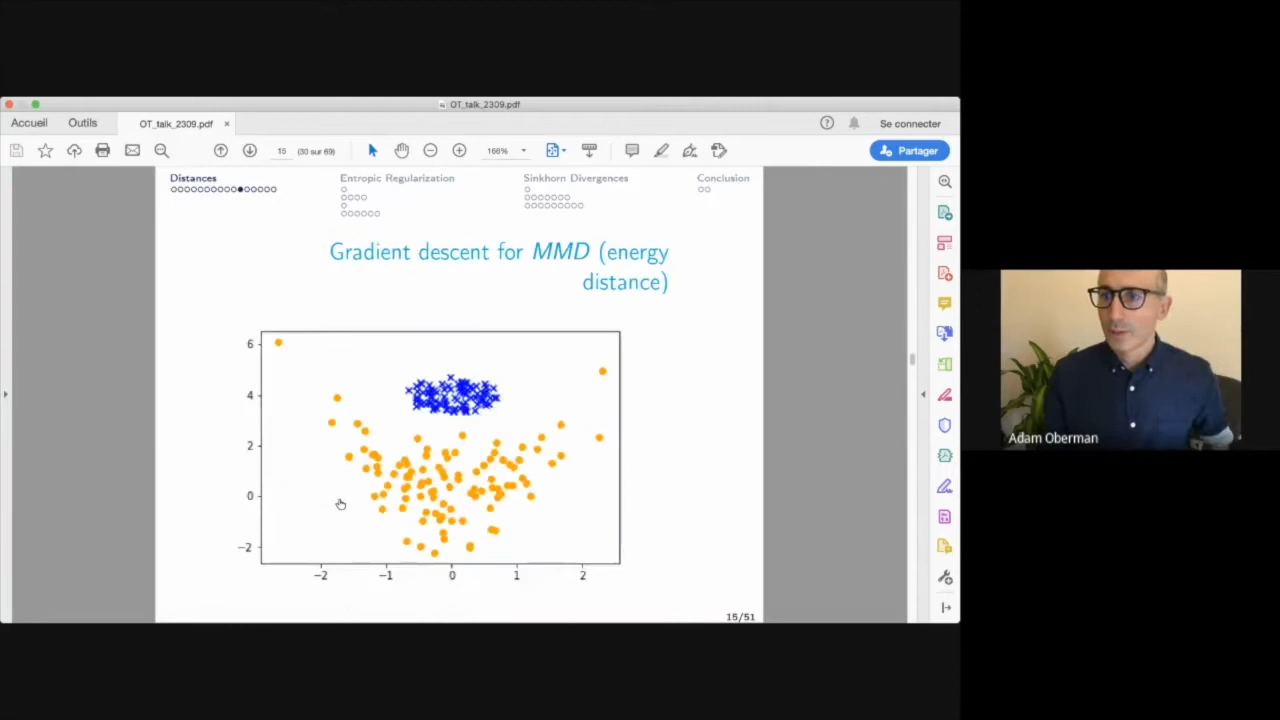 OT_talk_2309.pdf
Accueil Outils OT_talk_2309.pdf × Se connecter
15 (30 sur 69) 166% Partager
Distances Entropic Regularization Sinkhorn Divergences Conclusion
Gradient descent for MMD (energy
distance)
6
4
2
0
−2
−2 −1 0 1 2
15/51
Adam Oberman